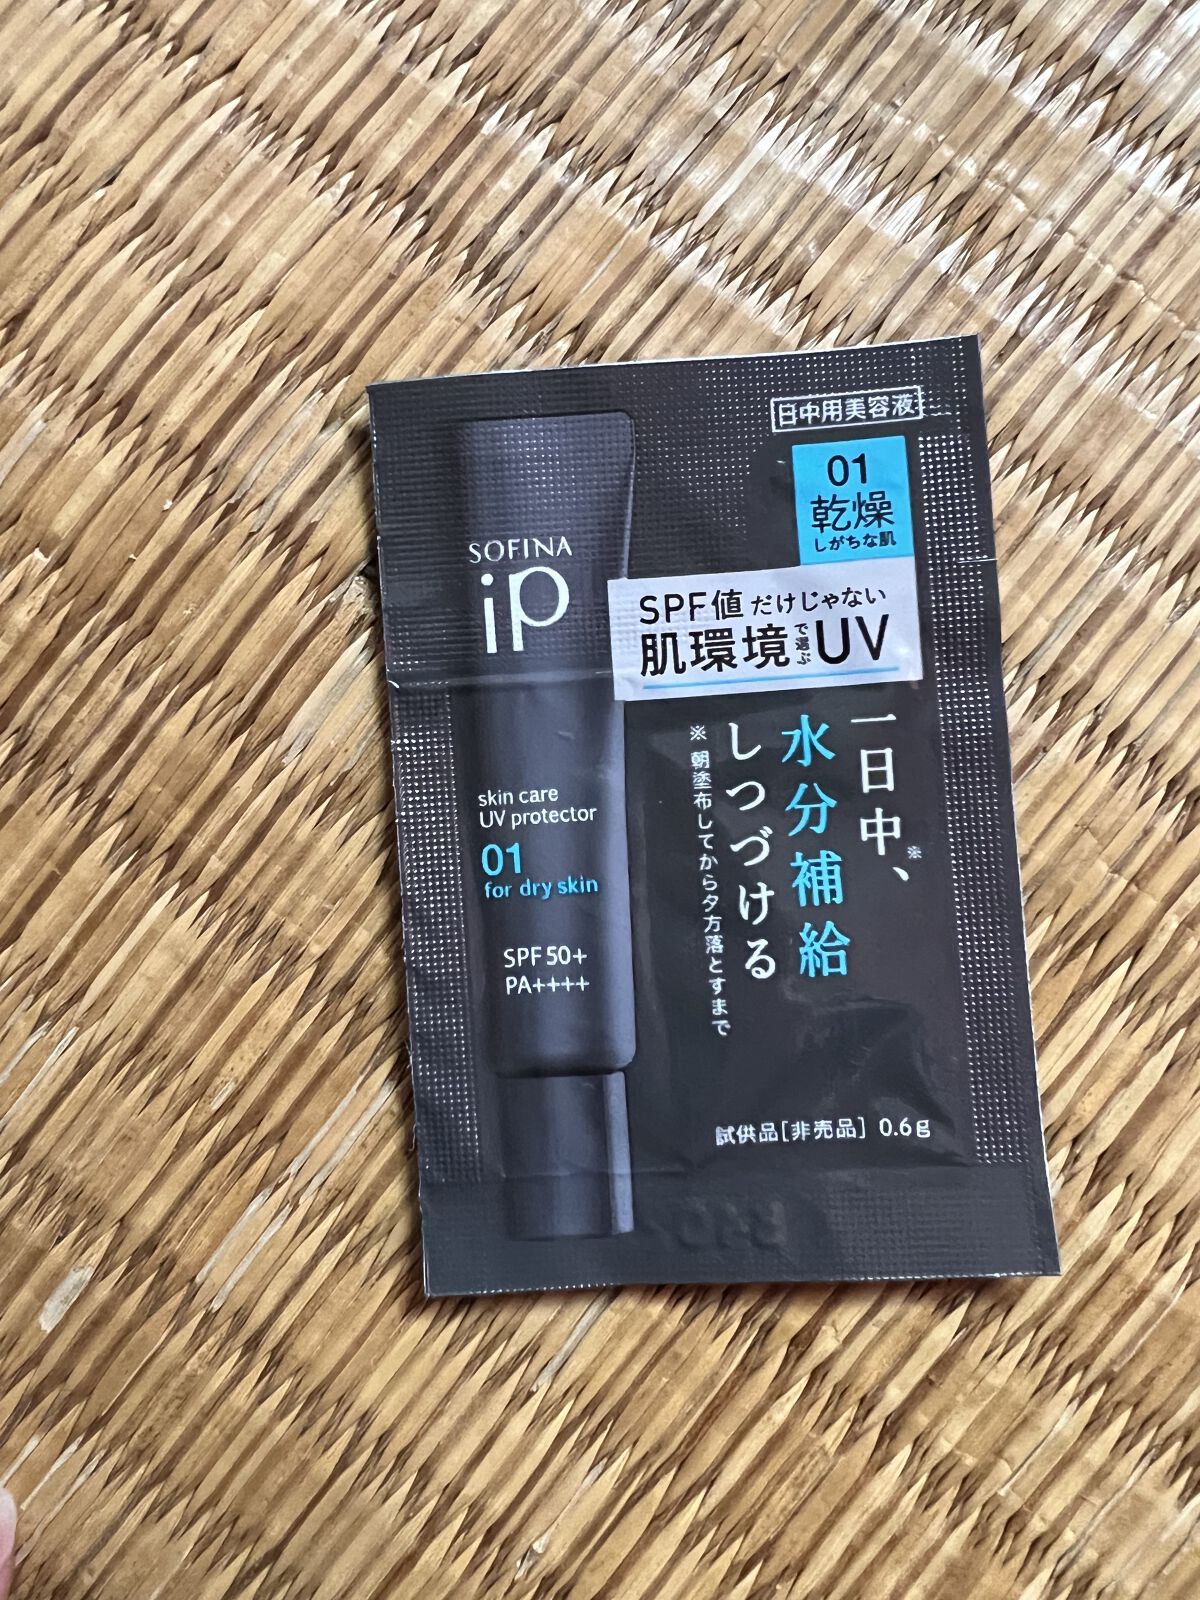 日中用美容液
01
乾燥
しがちな肌
SOFINA
iP
SPF値だけじゃない
肌環境で選ぶUV
一日中、※
水分補給
しつづける
※ 朝塗布してから夕方落とすまで
skin care
UV protector
01
for dry skin
SPF 50+
PA++++
試供品[非売品] 0.6g